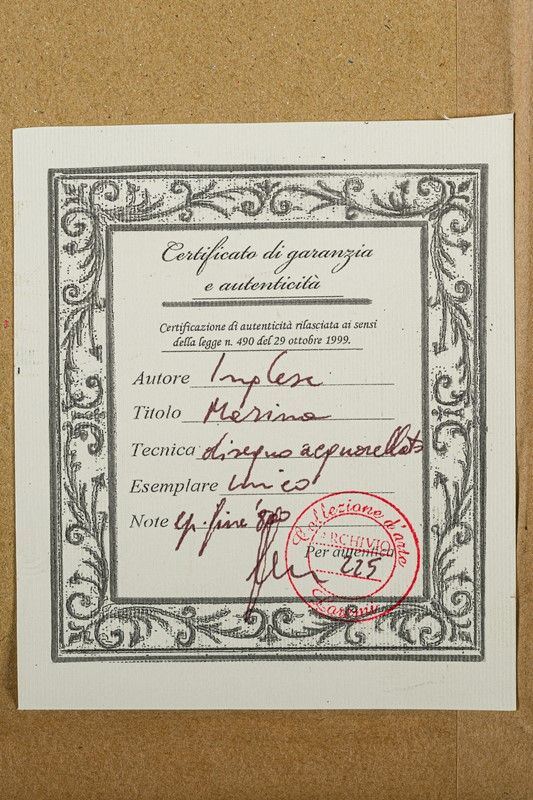 Certificato di garanzia
e autenticità
Certificazione di autenticità rilasciata ai sensi
della legge n. 490 del 29 ottobre 1999.
Autore Inglese
Titolo Marina
Tecnica disegno acquarellato
Esemplare Unico
Note ep. fine '800
Collezione d'arte
ARCHIVIO
Per autentica
225